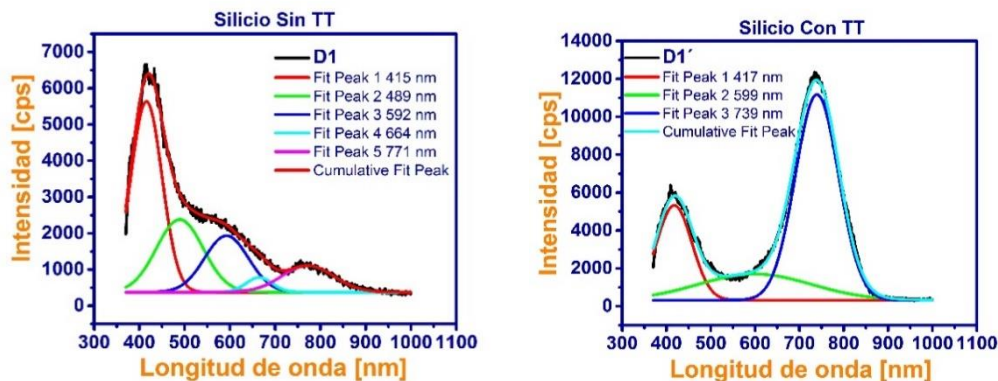 Silicio Sin TT
Intensidad [cps]
7000
6000
5000
4000
3000
2000
1000
0
D1
Fit Peak 1 415 nm
Fit Peak 2 489 nm
Fit Peak 3 592 nm
Fit Peak 4 664 nm
Fit Peak 5 771 nm
Cumulative Fit Peak
300 400 500 600 700 800 900 1000 1100
Longitud de onda [nm]
Silicio Con TT
Intensidad [cps]
14000
12000
10000
8000
6000
4000
2000
0
D1´
Fit Peak 1 417 nm
Fit Peak 2 599 nm
Fit Peak 3 739 nm
Cumulative Fit Peak
300 400 500 600 700 800 900 1000 1100
Longitud de onda [nm]